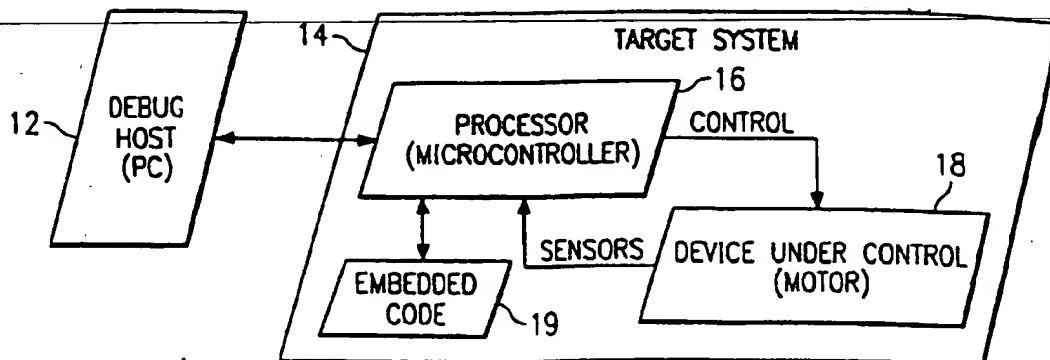 14
TARGET SYSTEM
16
12
DEBUG
HOST
(PC)
PROCESSOR
(MICROCONTROLLER)
CONTROL
18
SENSORS
DEVICE UNDER CONTROL
(MOTOR)
EMBEDDED
CODE
19